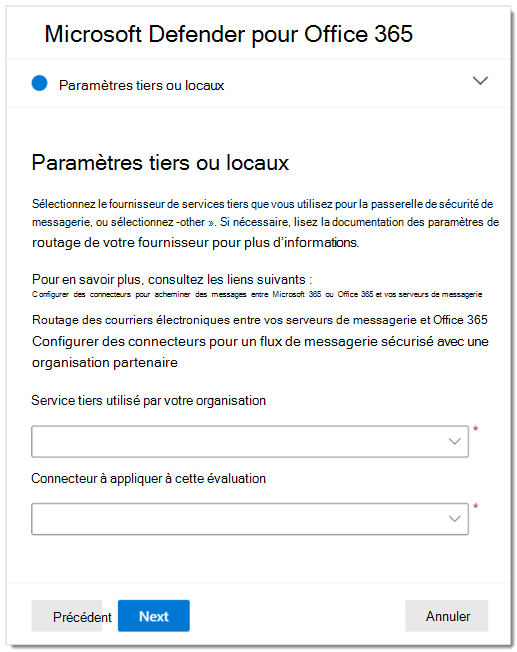 Microsoft Defender pour Office 365
Paramètres tiers ou locaux
Paramètres tiers ou locaux
Sélectionnez le fournisseur de services tiers que vous utilisez pour la passerelle de sécurité de
messagerie, ou sélectionnez -other ». Si nécessaire, lisez la documentation des paramètres de
routage de votre fournisseur pour plus d'informations.
Pour en savoir plus, consultez les liens suivants :
Configurer des connecteurs pour acheminer des messages entre Microsoft 365 ou Office 365 et vos serveurs de messagerie
Routage des courriers électroniques entre vos serveurs de messagerie et Office 365
Configurer des connecteurs pour un flux de messagerie sécurisé avec une
organisation partenaire
Service tiers utilisé par votre organisation
*
Connecteur à appliquer à cette évaluation
*
Précédent Next Annuler